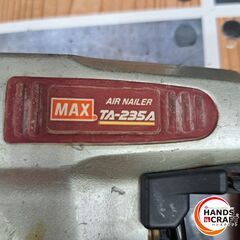 AIR NAILER
MAX TA-235A
HANDS
CRAFT